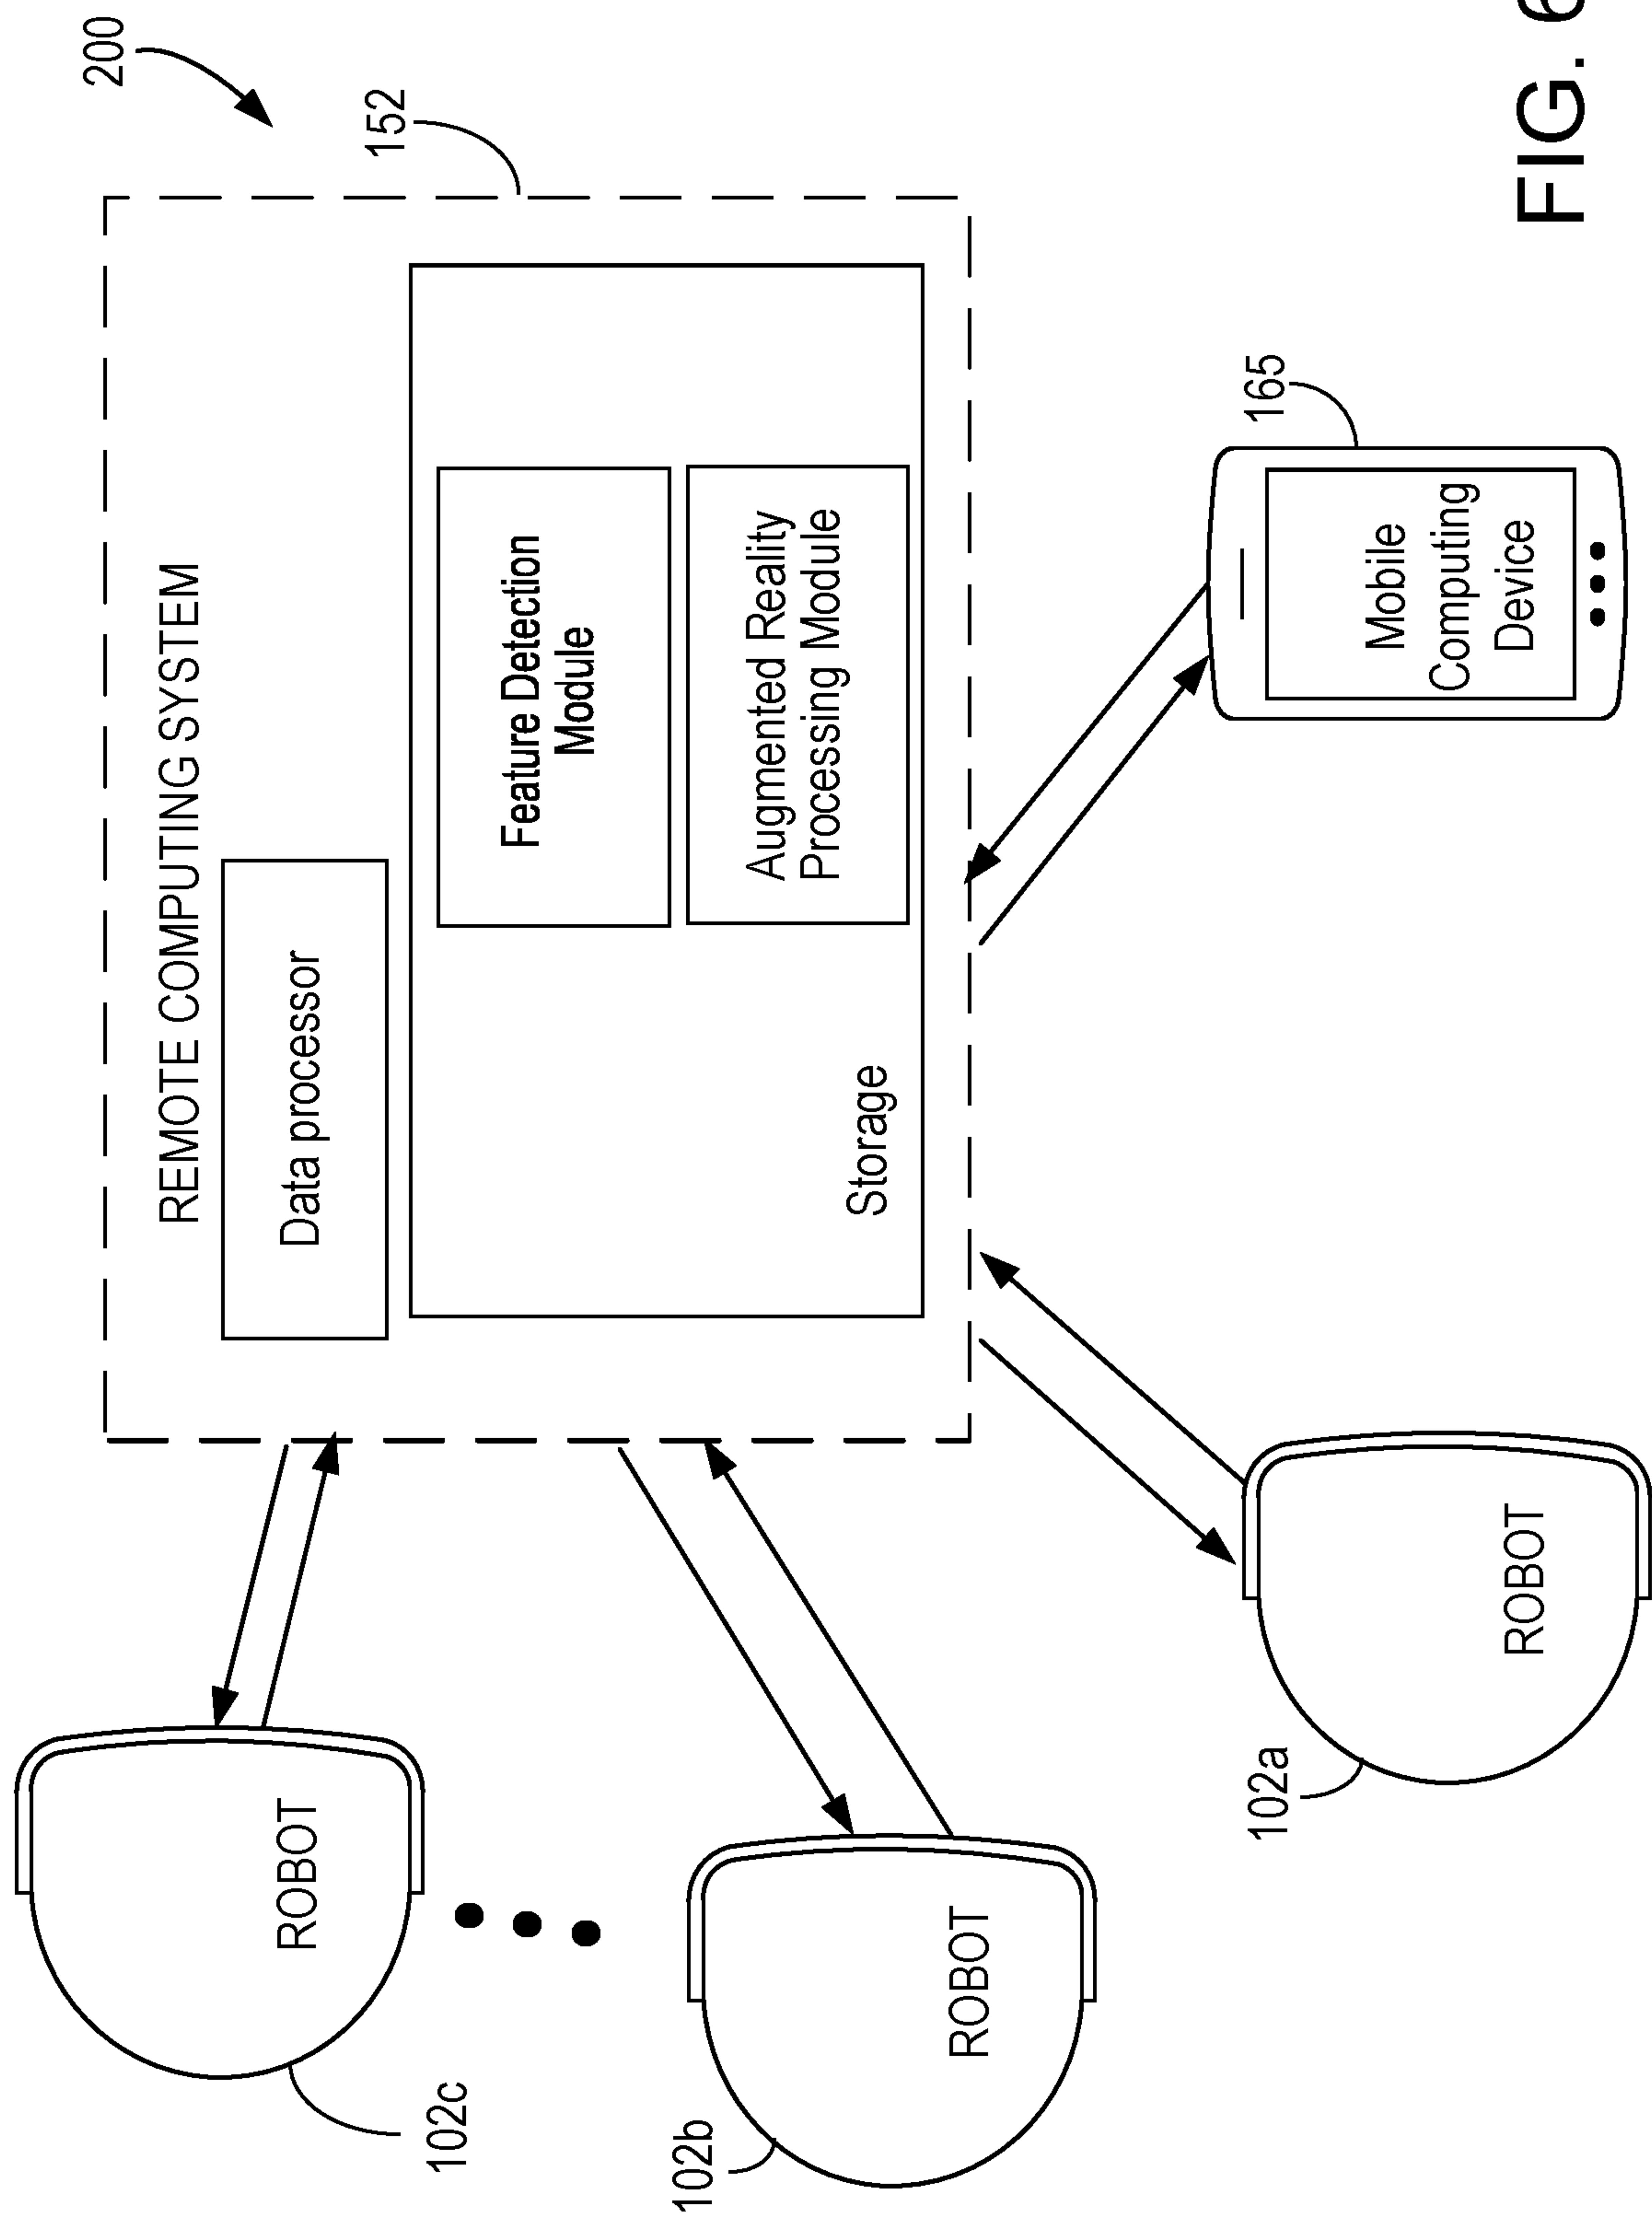 200
REMOTE COMPUTING SYSTEM
152
ROBOT
Data processor
102c
Feature Detection
Module
102b
Augmented Reality
Processing Module
Storage
ROBOT
102a
165
Mobile
Computing
Device
ROBOT
FIG. 6